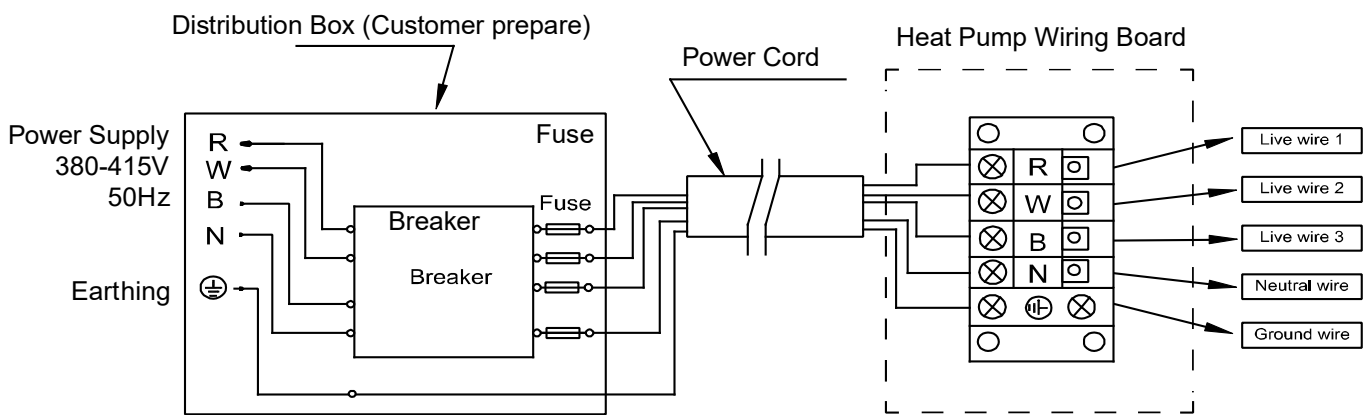 Distribution Box (Customer prepare)
Power Cord
Heat Pump Wiring Board
Power Supply
380-415V
50Hz
Earthing
R
W
B
N
Fuse
Fuse
Breaker
Breaker
R
W
B
N
Live wire 1
Live wire 2
Live wire 3
Neutral wire
Ground wire